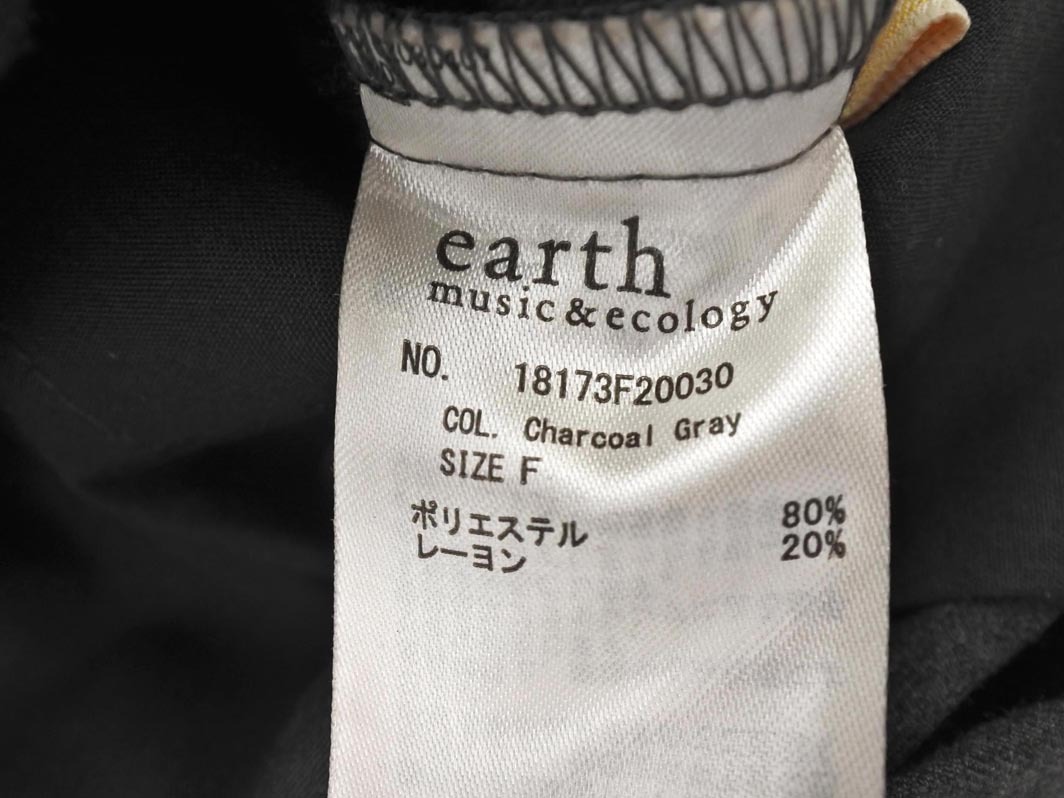 earth
music&ecology
NO. 18173F20030
COL. Charcoal Gray
SIZE F
ポリエステル 80%
レーヨン 20%